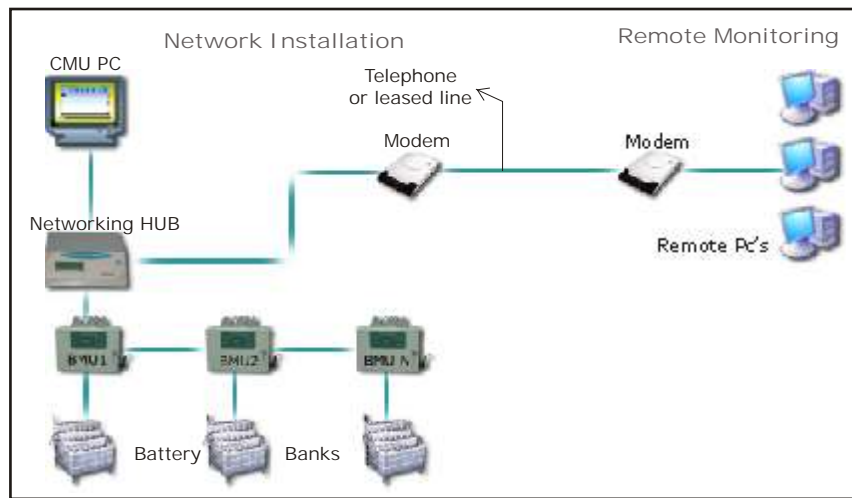 Network Installation
Remote Monitoring
CMU PC
Telephone
or leased line
Modem
Modem
Networking HUB
Remote Pc's
BMU1
BMU2
BMU N
Battery
Banks